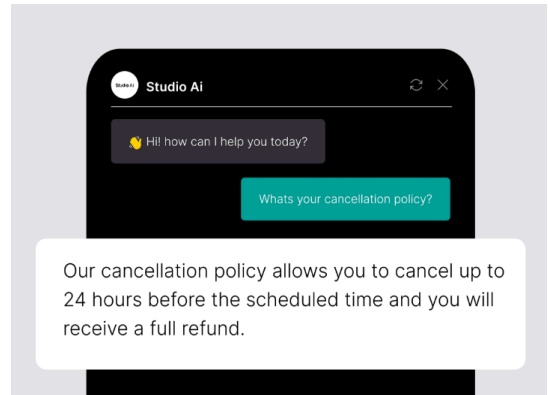 Studio Ai
Studio Ai
👋 Hi! how can I help you today?
Whats your cancellation policy?
Our cancellation policy allows you to cancel up to
24 hours before the scheduled time and you will
receive a full refund.